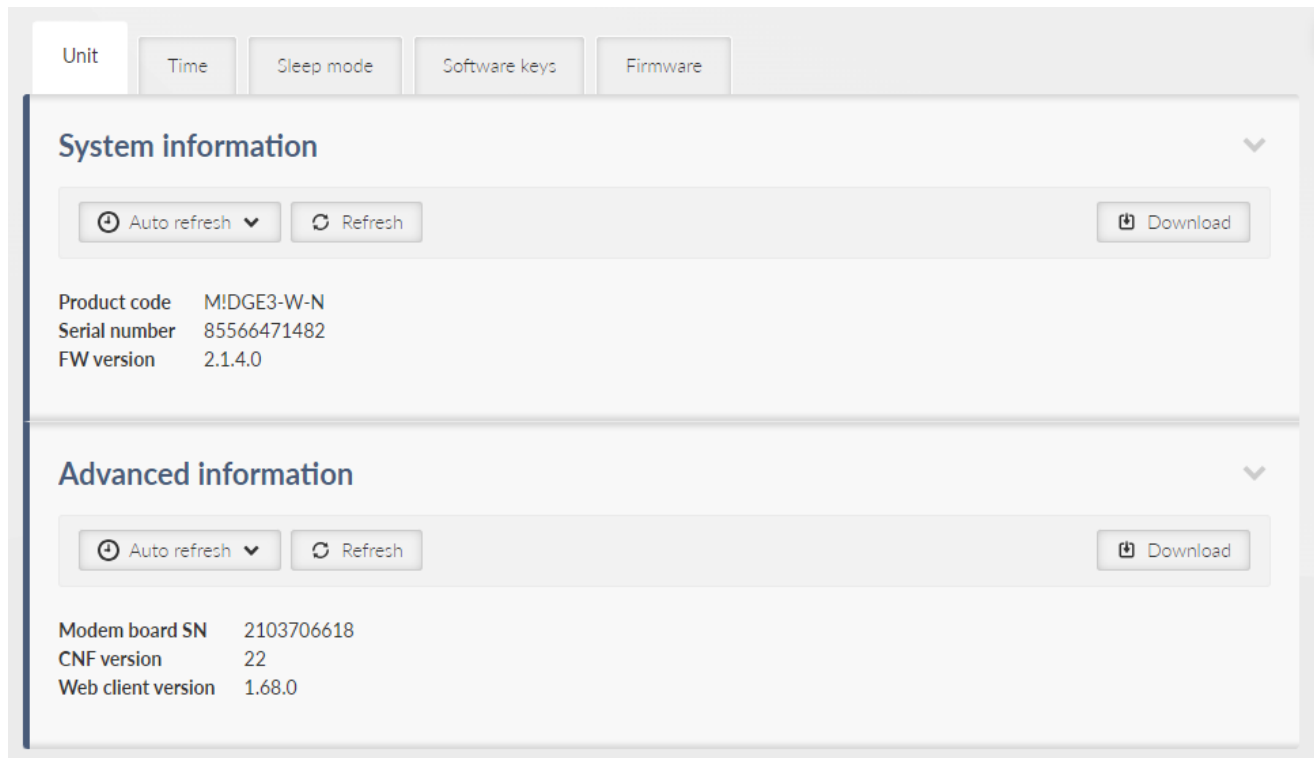 Unit Time Sleep mode Software keys Firmware
System information
Auto refresh Refresh Download
Product code M!DGE3-W-N
Serial number 85566471482
FW version 2.1.4.0
Advanced information
Auto refresh Refresh Download
Modem board SN 2103706618
CNF version 22
Web client version 1.68.0